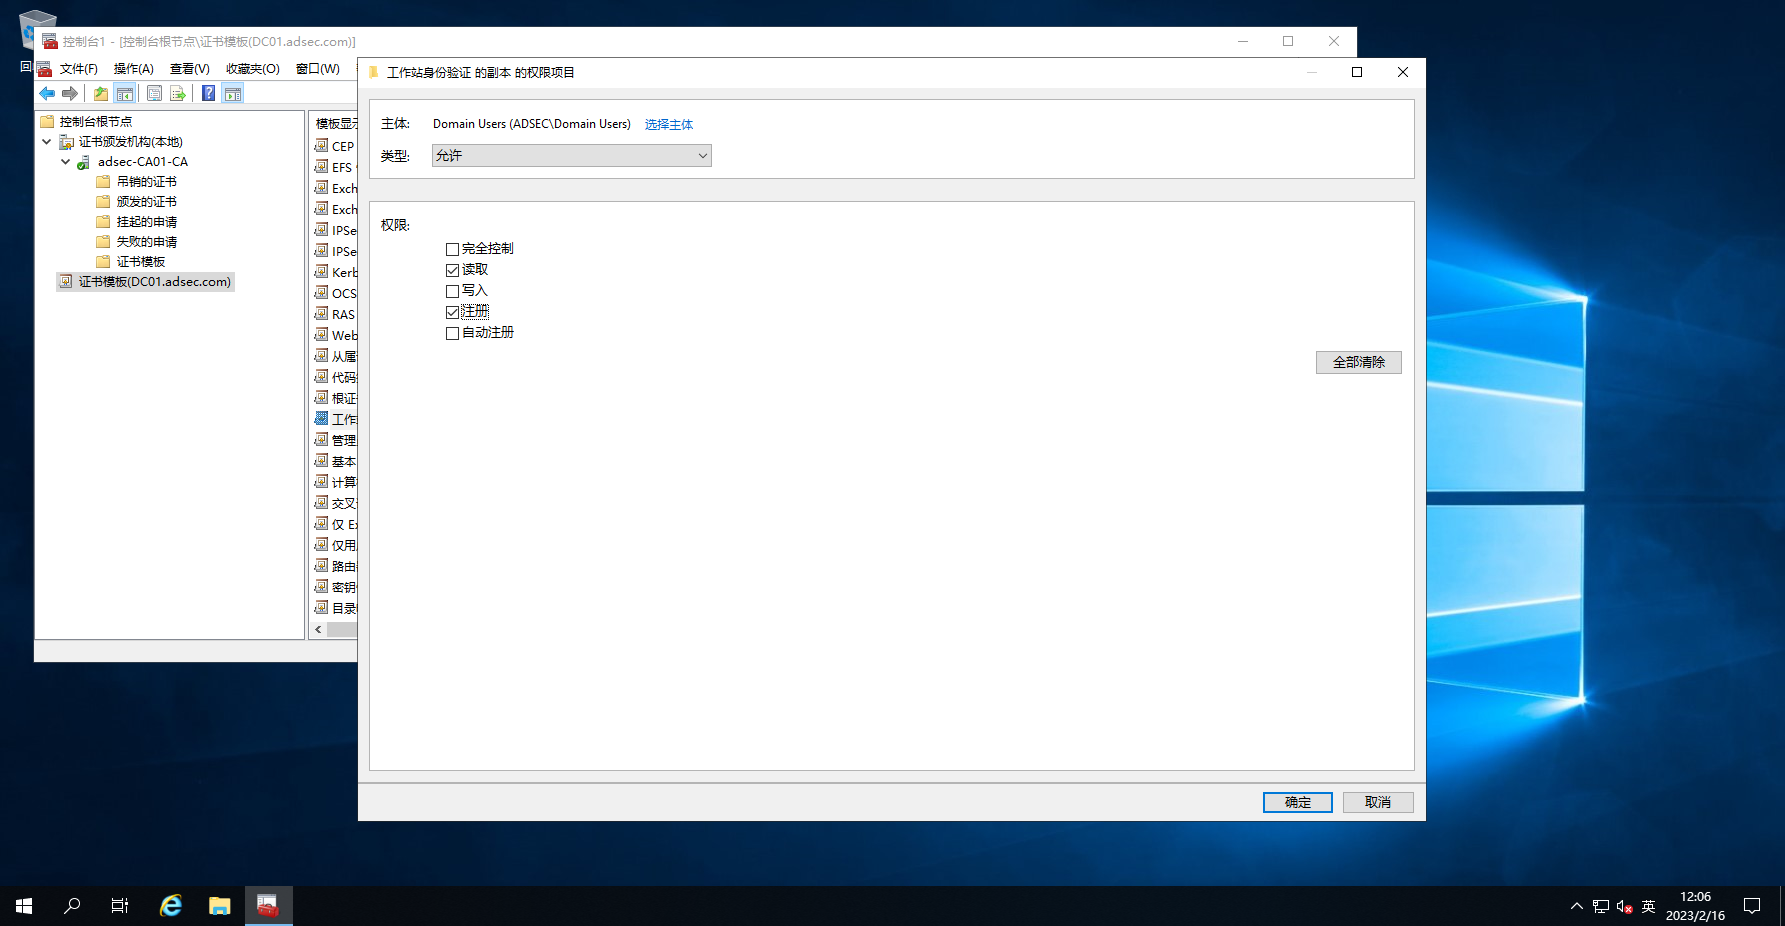 回
控制台1 - [控制台根节点\证书模板(DC01.adsec.com)]
文件(F) 操作(A) 查看(V) 收藏夹(O) 窗口(W)
控制台根节点
证书颁发机构(本地)
adsec-CA01-CA
吊销的证书
颁发的证书
挂起的申请
失败的申请
证书模板
证书模板(DC01.adsec.com)
模板显示
CEP
EFS
Exch
Exch
IPSe
IPSe
Kerb
OCS
RAS
Web
从属
代码
根证
工作
管理
基本
计算
交叉
仅 Ex
仅用
路由
密钥
目录
工作站身份验证 的副本 的权限项目
主体: Domain Users (ADSEC\Domain Users) 选择主体
类型: 允许
权限:
完全控制
读取
写入
注册
自动注册
全部清除
确定 取消
英
12:06
2023/2/16